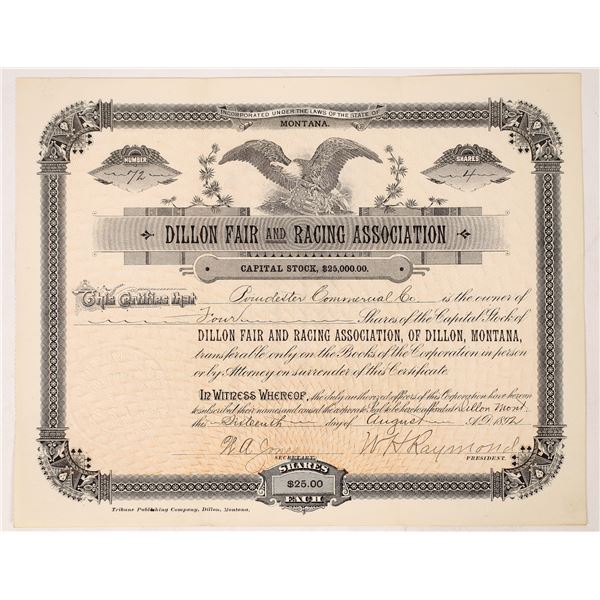 INCORPORATED UNDER THE LAWS OF THE STATE OF
MONTANA.
NUMBER
72
SHARES
4
DILLON FAIR AND RACING ASSOCIATION
CAPITAL STOCK, $25,000.00.
This Certifies that Poindexter Commercial Co is the owner of
Four Shares of the Capital Stock of
DILLON FAIR AND RACING ASSOCIATION, OF DILLON, MONTANA,
transferable only on the Books of the Corporation in person
or by Attorney on surrender of this Certificate.
IN WITNESS WHEREOF, the duly authorized officers of this Corporation have hereun
to subscribed their names and caused the corporate Seal to be hereto affixed at Dillon Mont.
this Sixteenth day of August A.D. 1892
W. A. Jones W H Raymond
SECRETARY. PRESIDENT.
SHARES
$25.00
EACH
Tribune Publishing Company, Dillon, Montana.